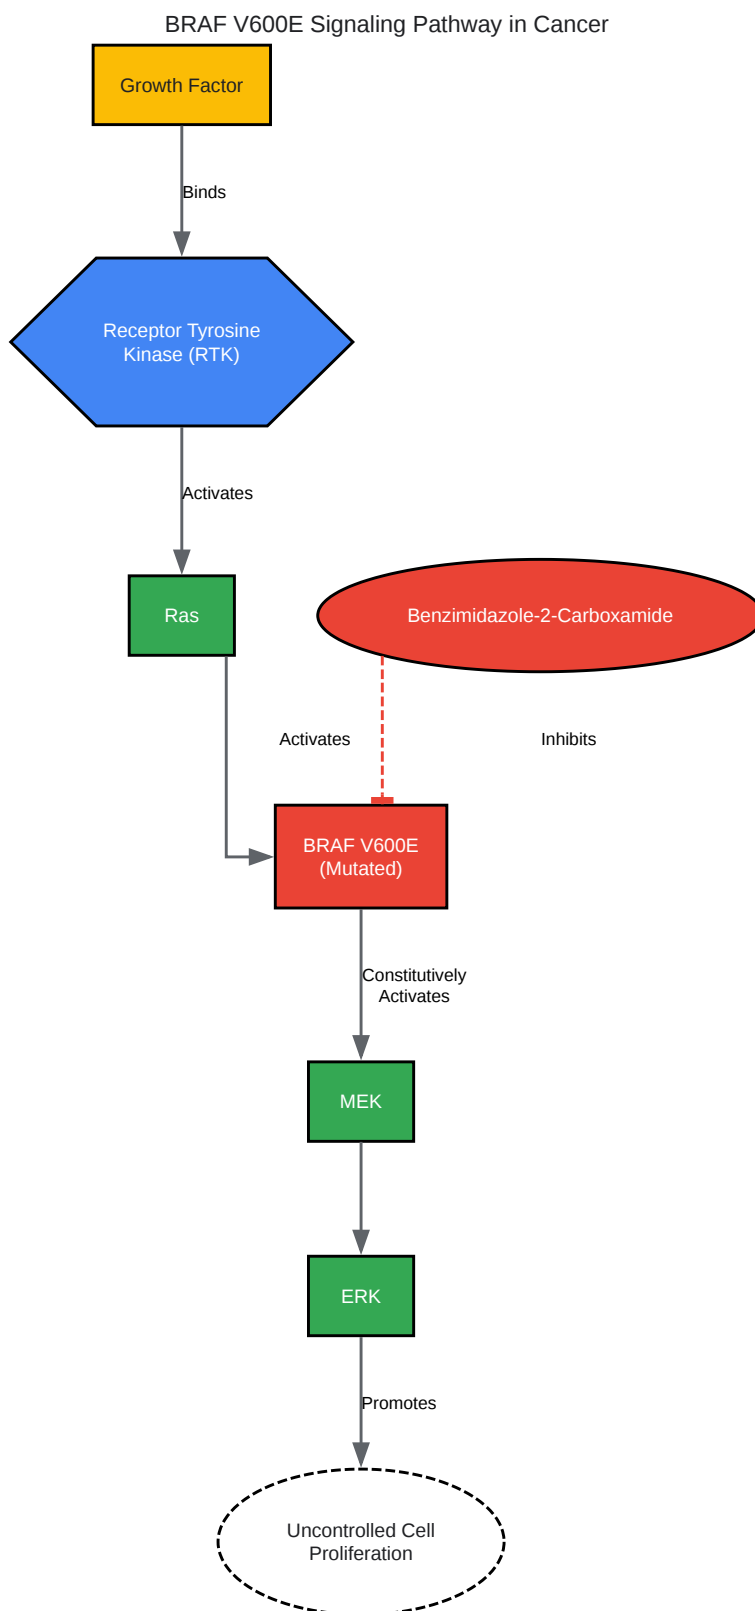 BRAF V600E Signaling Pathway in Cancer
Growth Factor
Binds
Receptor Tyrosine
Kinase (RTK)
Activates
Ras
Benzimidazole-2-Carboxamide
Activates
Inhibits
BRAF V600E
(Mutated)
Constitutively
Activates
MEK
ERK
Promotes
Uncontrolled Cell
Proliferation